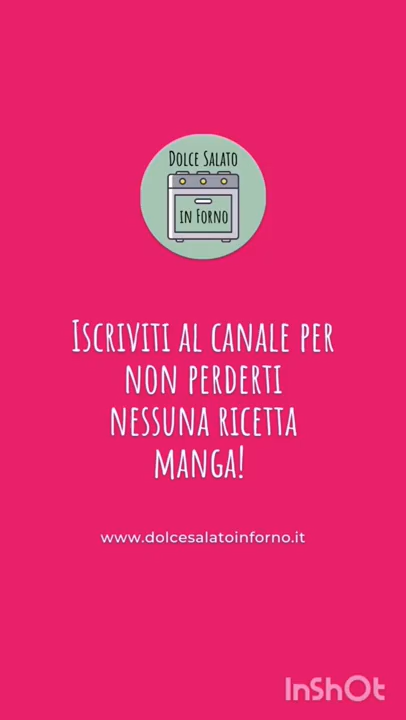 Dolce Salato
in Forno
Iscriviti al canale per
non perderti
nessuna ricetta
manga!
www.dolcesalatoinforno.it
InShOt